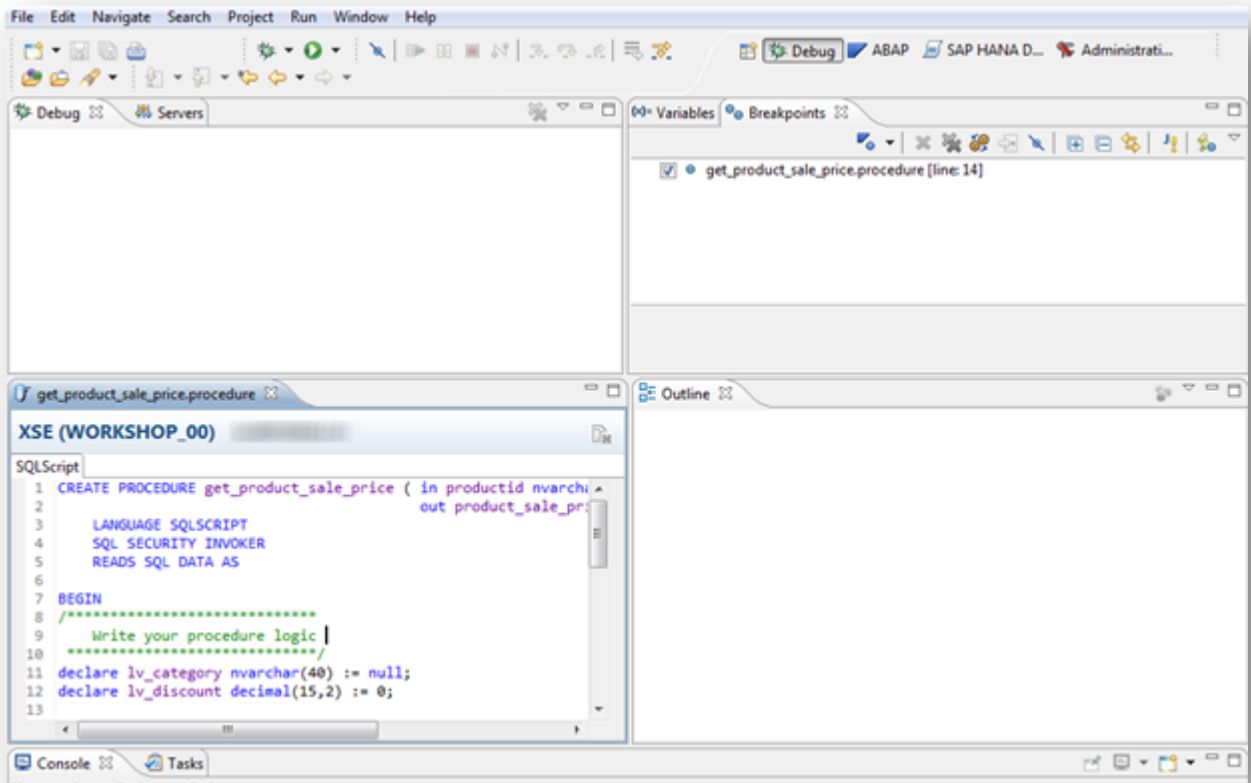 File Edit Navigate Search Project Run Window Help
Debug ABAP SAP HANA D... Administrati...
Debug Servers
(x)= Variables Breakpoints
get_product_sale_price.procedure [line: 14]
get_product_sale_price.procedure
Outline
XSE (WORKSHOP_00)
SQLScript
1 CREATE PROCEDURE get_product_sale_price ( in productid nvarcha
2 out product_sale_pri
3 LANGUAGE SQLSCRIPT
4 SQL SECURITY INVOKER
5 READS SQL DATA AS
6
7 BEGIN
8 /*****************************
9 Write your procedure logic
10 *****************************/
11 declare lv_category nvarchar(40) := null;
12 declare lv_discount decimal(15,2) := 0;
13
Console Tasks